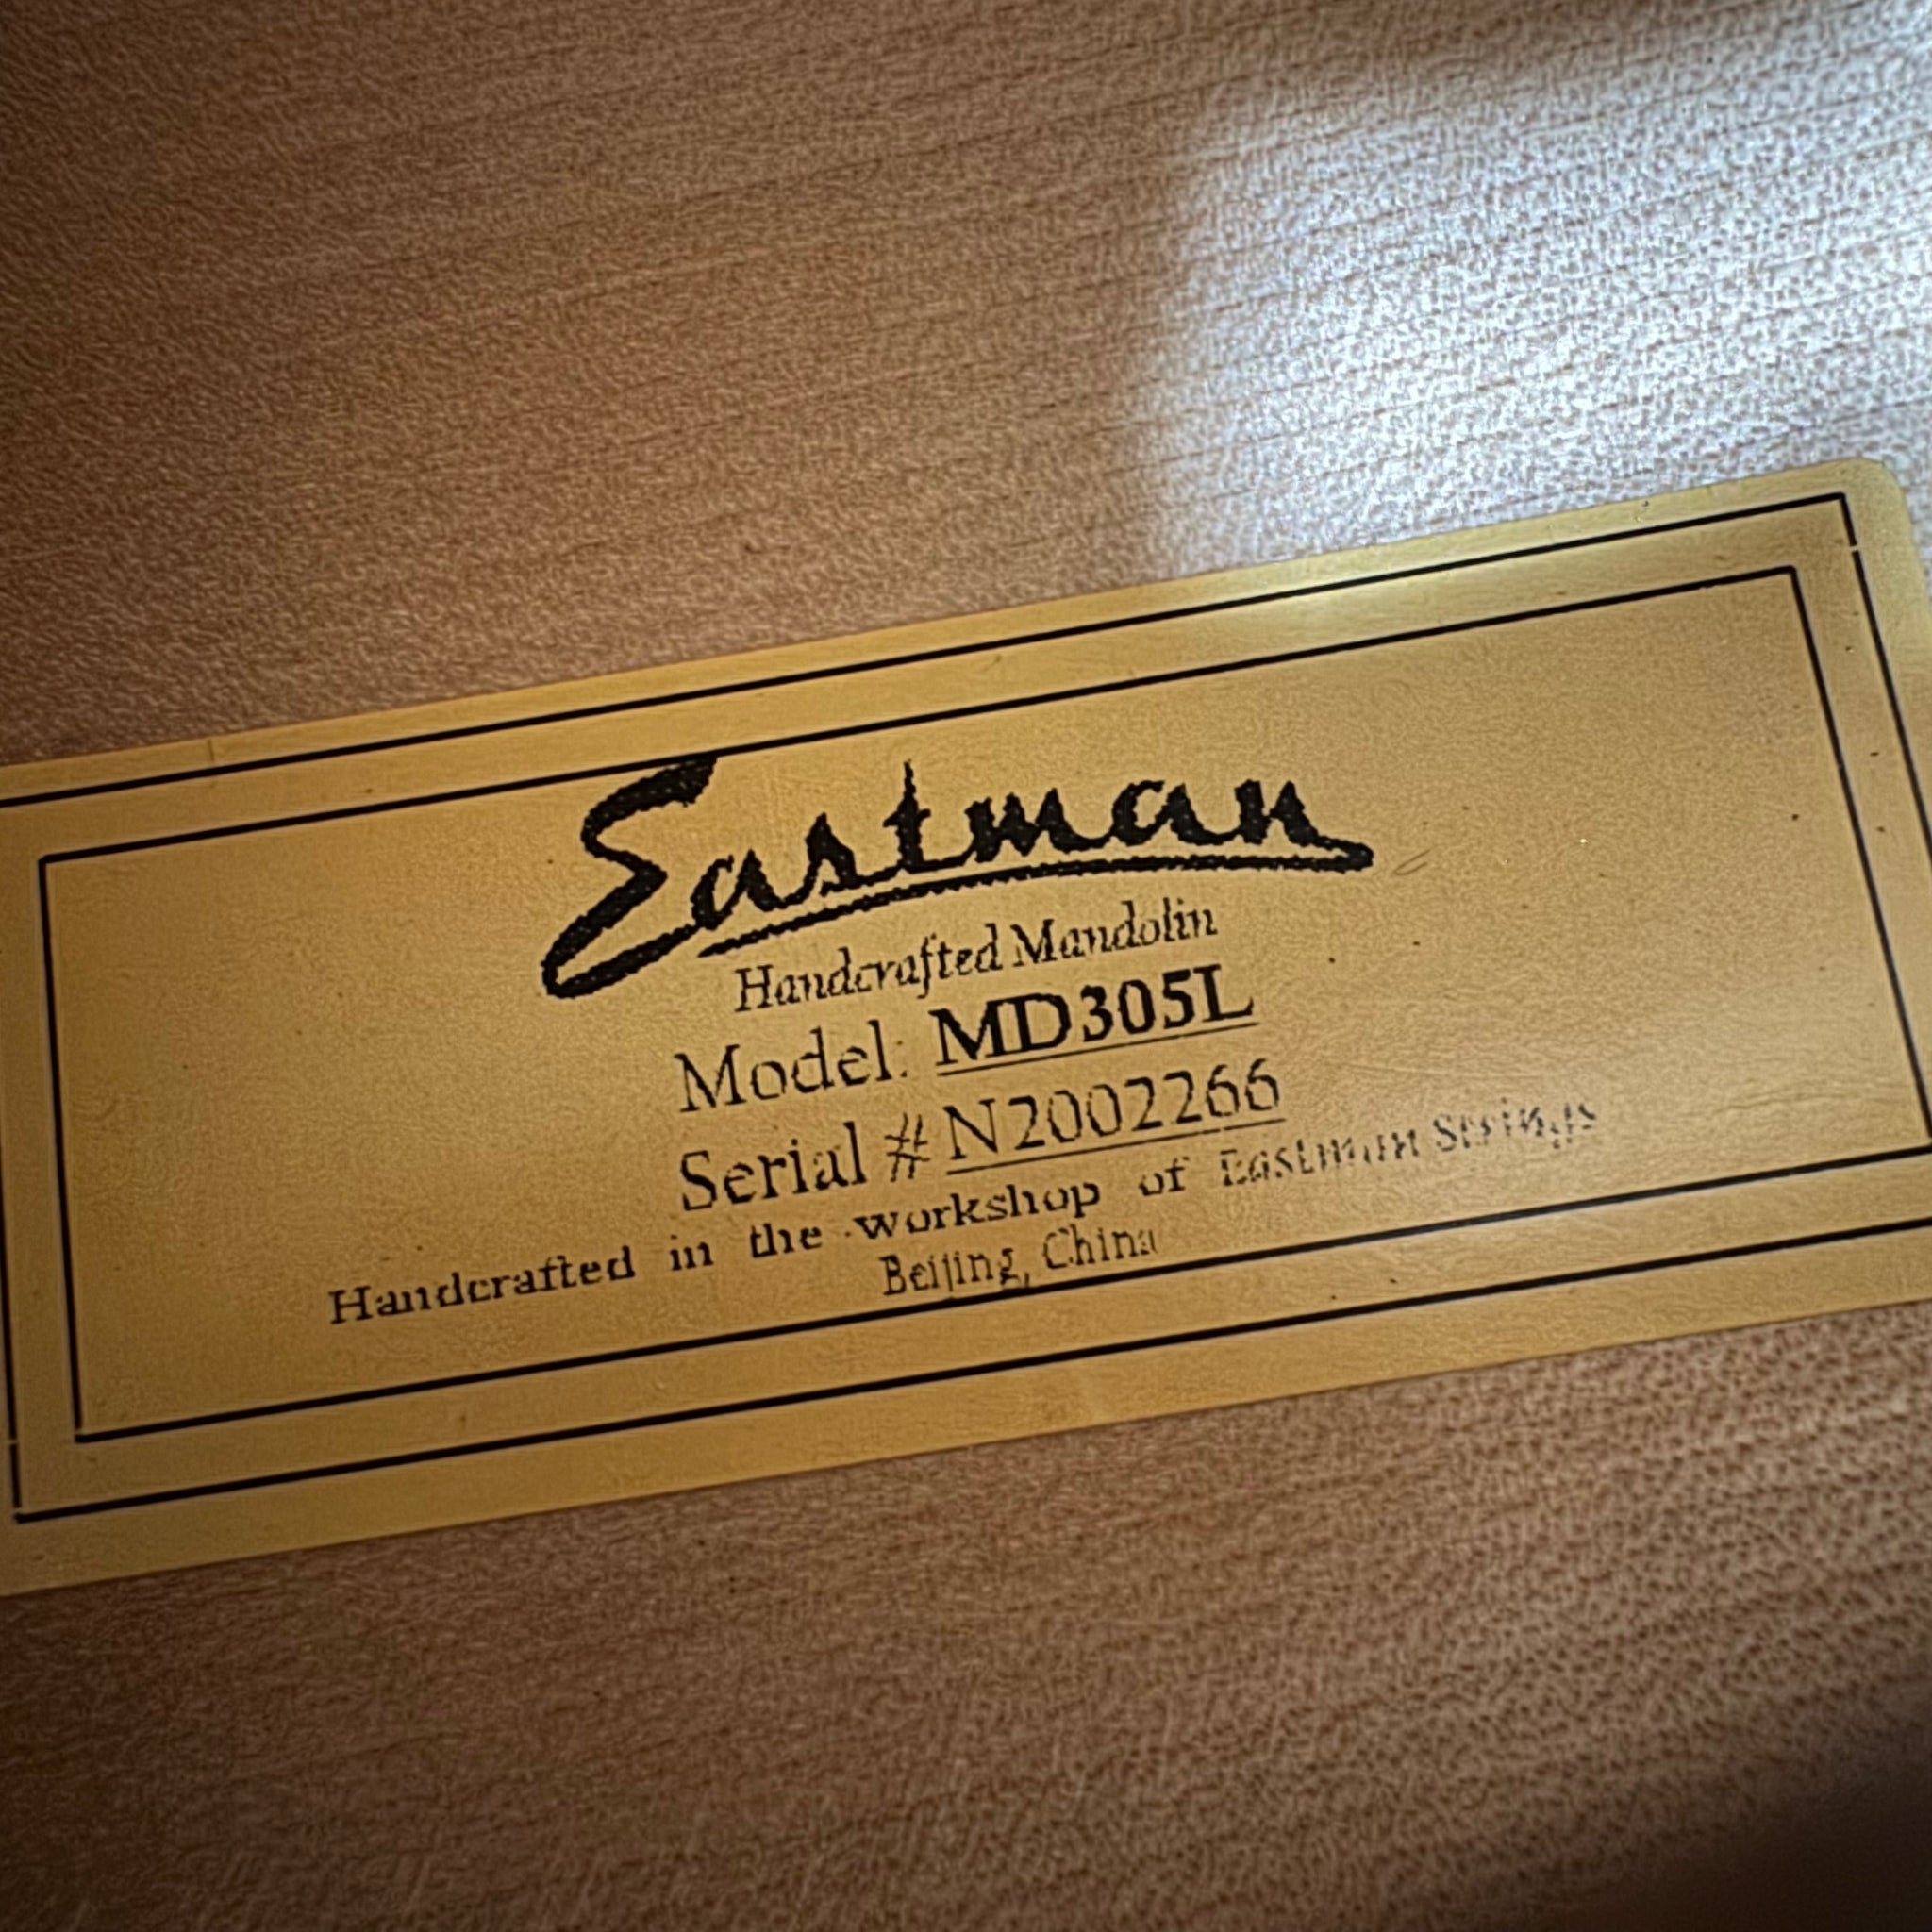 Eastman
Handcrafted Mandolin
Model: MD305L
Serial # N2002266
Handcrafted in the workshop of Eastman Strings
Beijing, China